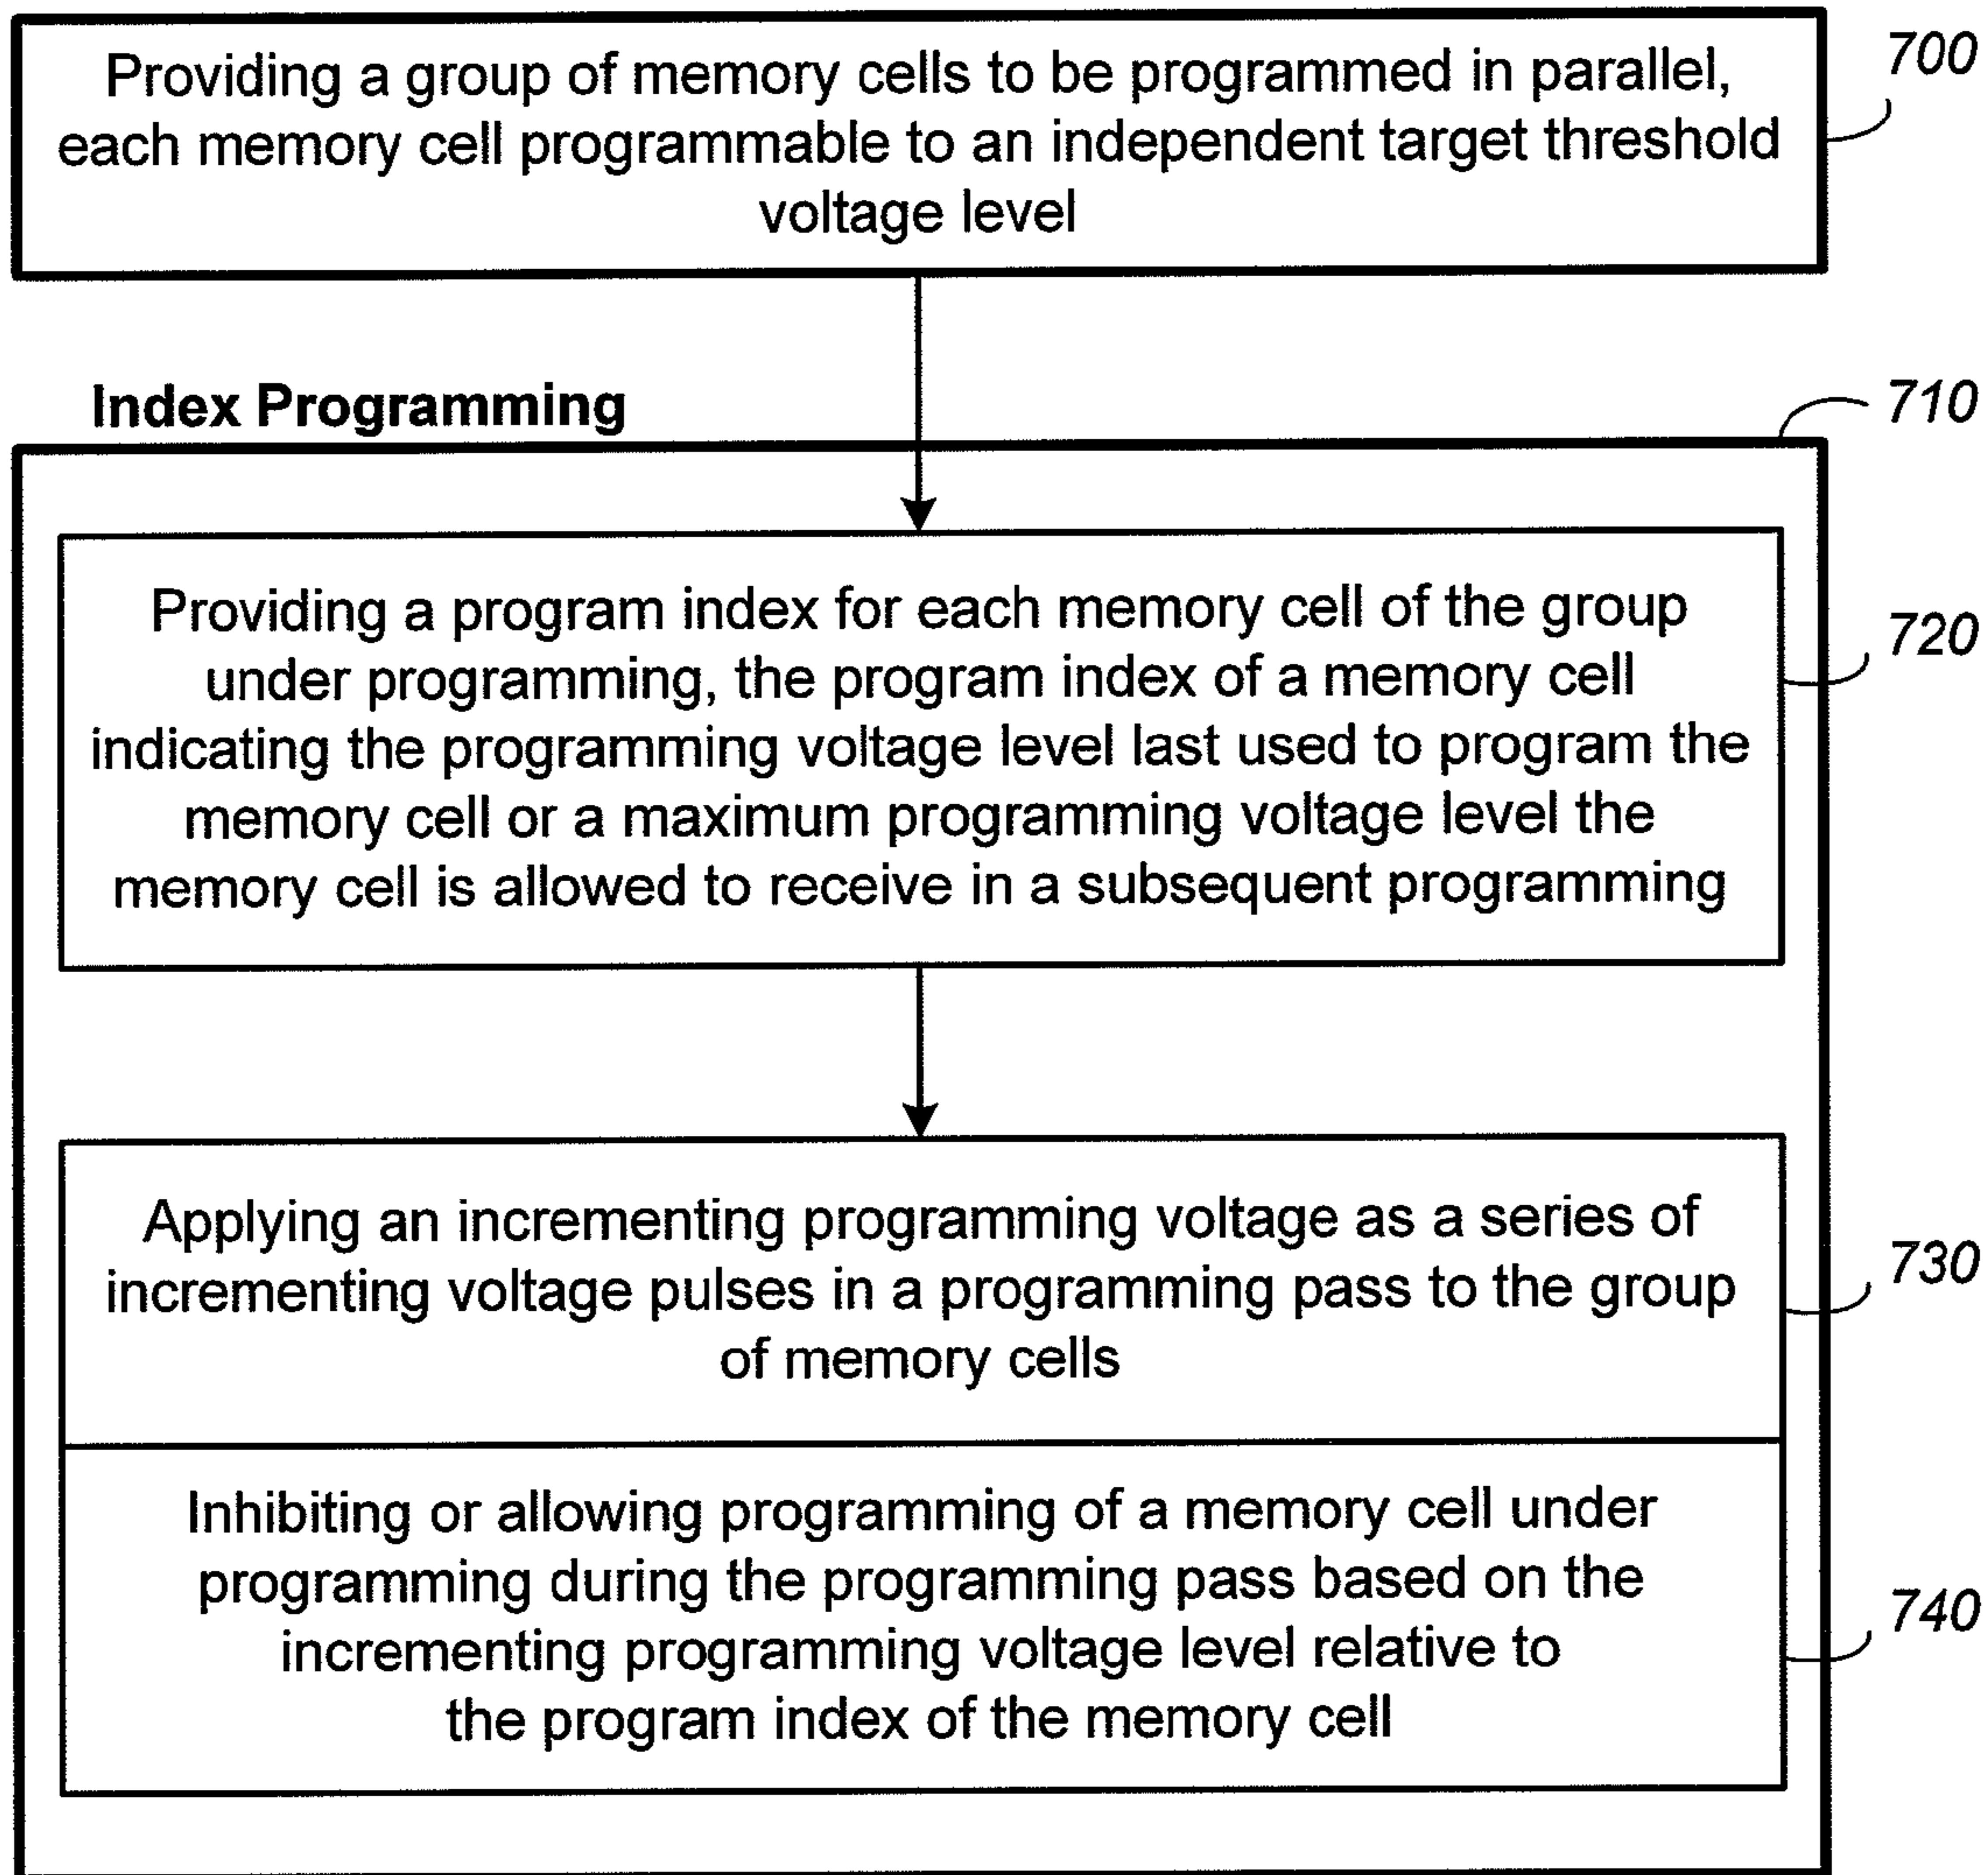 Providing a group of memory cells to be programmed in parallel,
each memory cell programmable to an independent target threshold
voltage level
700
Index Programming
710
Providing a program index for each memory cell of the group
under programming, the program index of a memory cell
indicating the programming voltage level last used to program the
memory cell or a maximum programming voltage level the
memory cell is allowed to receive in a subsequent programming
720
Applying an incrementing programming voltage as a series of
incrementing voltage pulses in a programming pass to the group
of memory cells
730
Inhibiting or allowing programming of a memory cell under
programming during the programming pass based on the
incrementing programming voltage level relative to
the program index of the memory cell
740